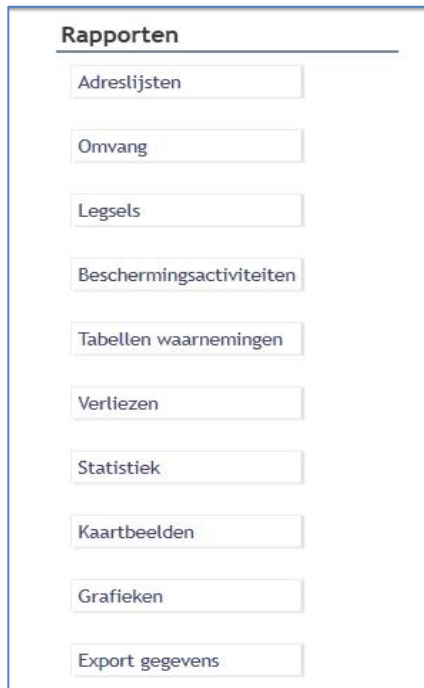 Rapporten
Adreslijsten
Omvang
Legsels
Beschermingsactiviteiten
Tabellen waarnemingen
Verliezen
Statistiek
Kaartbeelden
Grafieken
Export gegevens